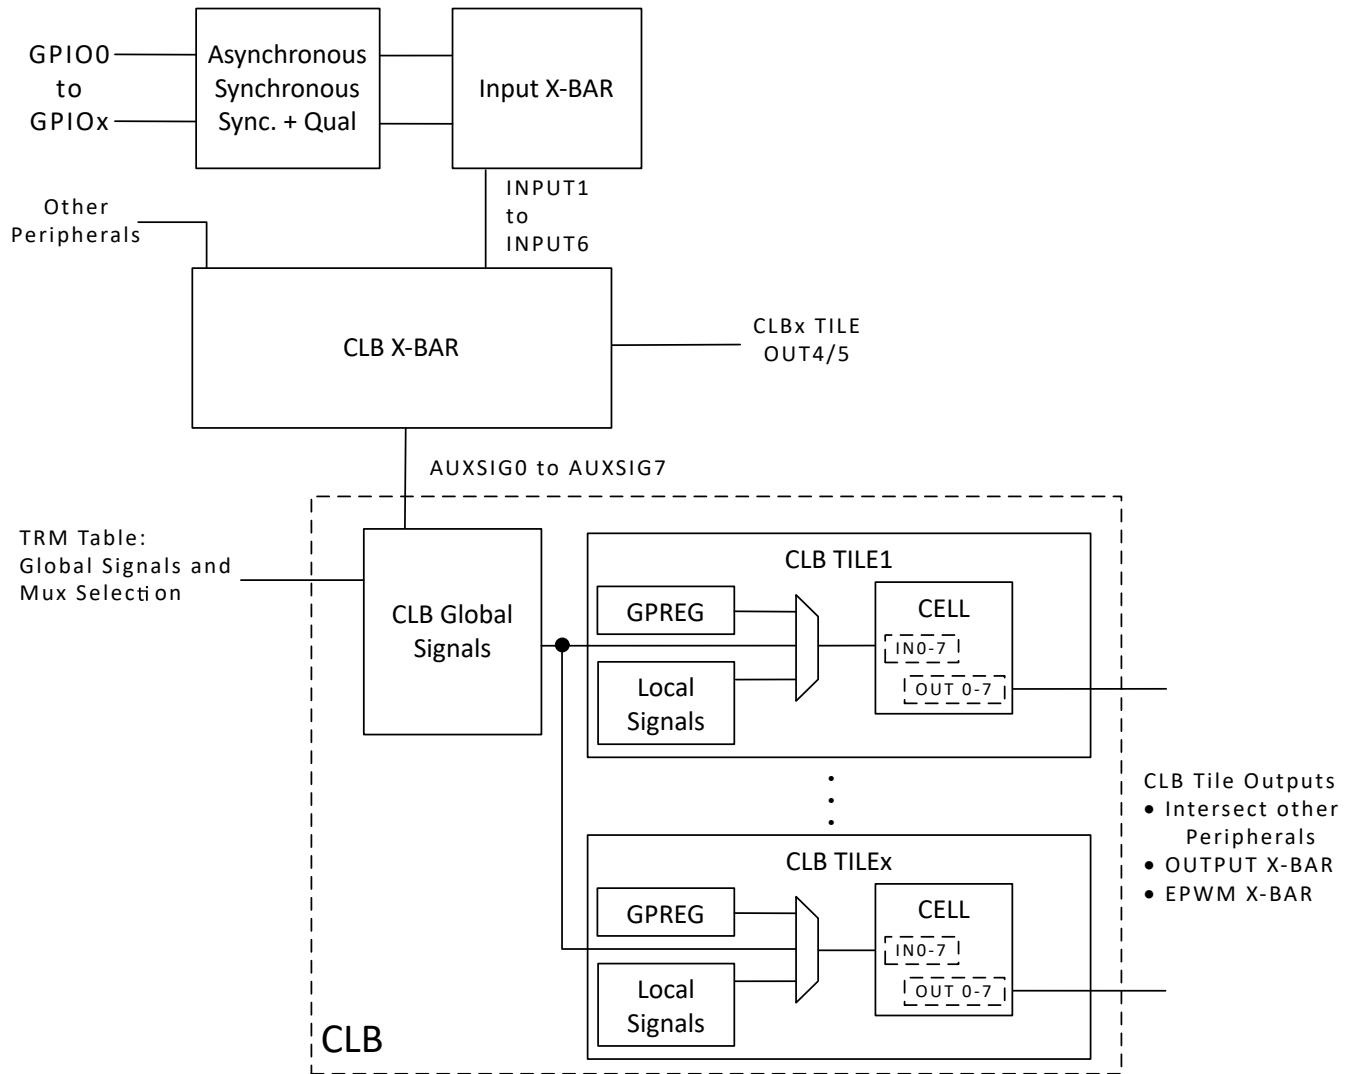 GPIO0
to
GPIOx
Asynchronous
Synchronous
Sync. + Qual
Input X-BAR
INPUT1
to
INPUT6
Other
Peripherals
CLB X-BAR
CLBx TILE
OUT4/5
AUXSIG0 to AUXSIG7
TRM Table:
Global Signals and
Mux Selection
CLB Global
Signals
CLB TILE1
GPREG
Local
Signals
CELL
IN0-7
OUT 0-7
CLB Tile Outputs
• Intersect other
Peripherals
• OUTPUT X-BAR
• EPWM X-BAR
CLB TILEx
GPREG
Local
Signals
CELL
IN0-7
OUT 0-7
CLB